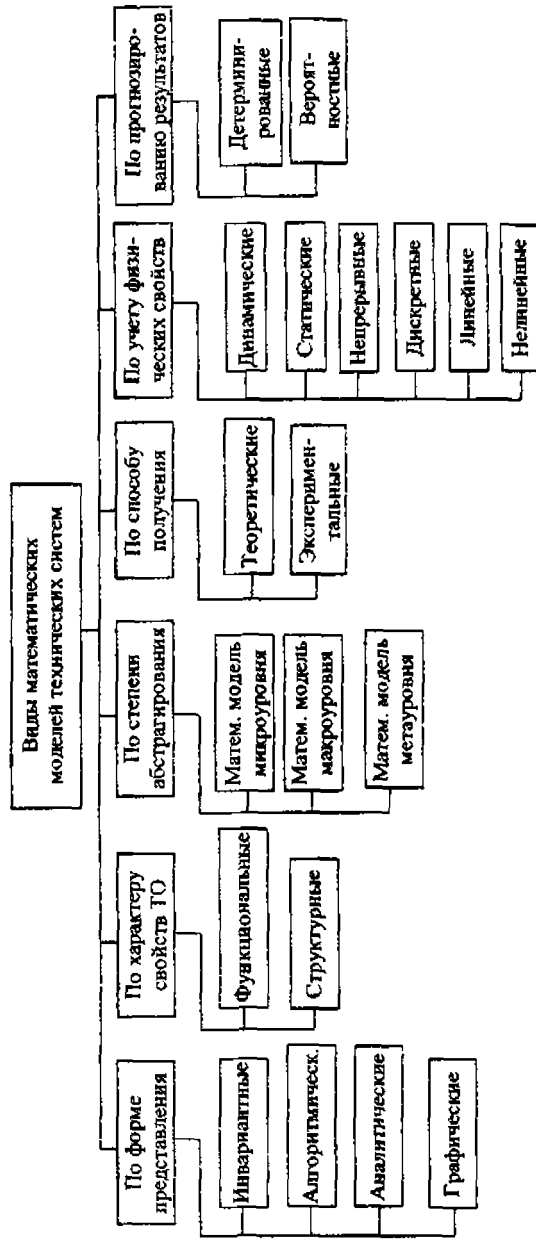 Виды математических
моделей технических систем
По форме
представления
Инвариантные
Алгоритмическ.
Аналитические
Графические
По характеру
свойств ТО
Функциональные
Структурные
По степени
абстрагирования
Матем. модель
микроуровня
Матем. модель
макроуровня
Матем. модель
метауровня
По способу
получения
Теоретические
Эксперимен-
тальные
По учету физи-
ческих свойств
Динамические
Статические
Непрерывные
Дискретные
Линейные
Нелинейные
По прогнозиро-
ванию результатов
Детермини-
рованные
Вероят-
ностные